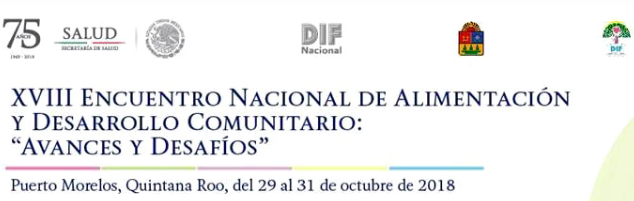 75 AÑOS SALUD
SECRETARÍA DE SALUD
1943 - 2018
DIF
Nacional
DIF
XVIII Encuentro Nacional de Alimentación
y Desarrollo Comunitario:
“Avances y Desafíos”
Puerto Morelos, Quintana Roo, del 29 al 31 de octubre de 2018